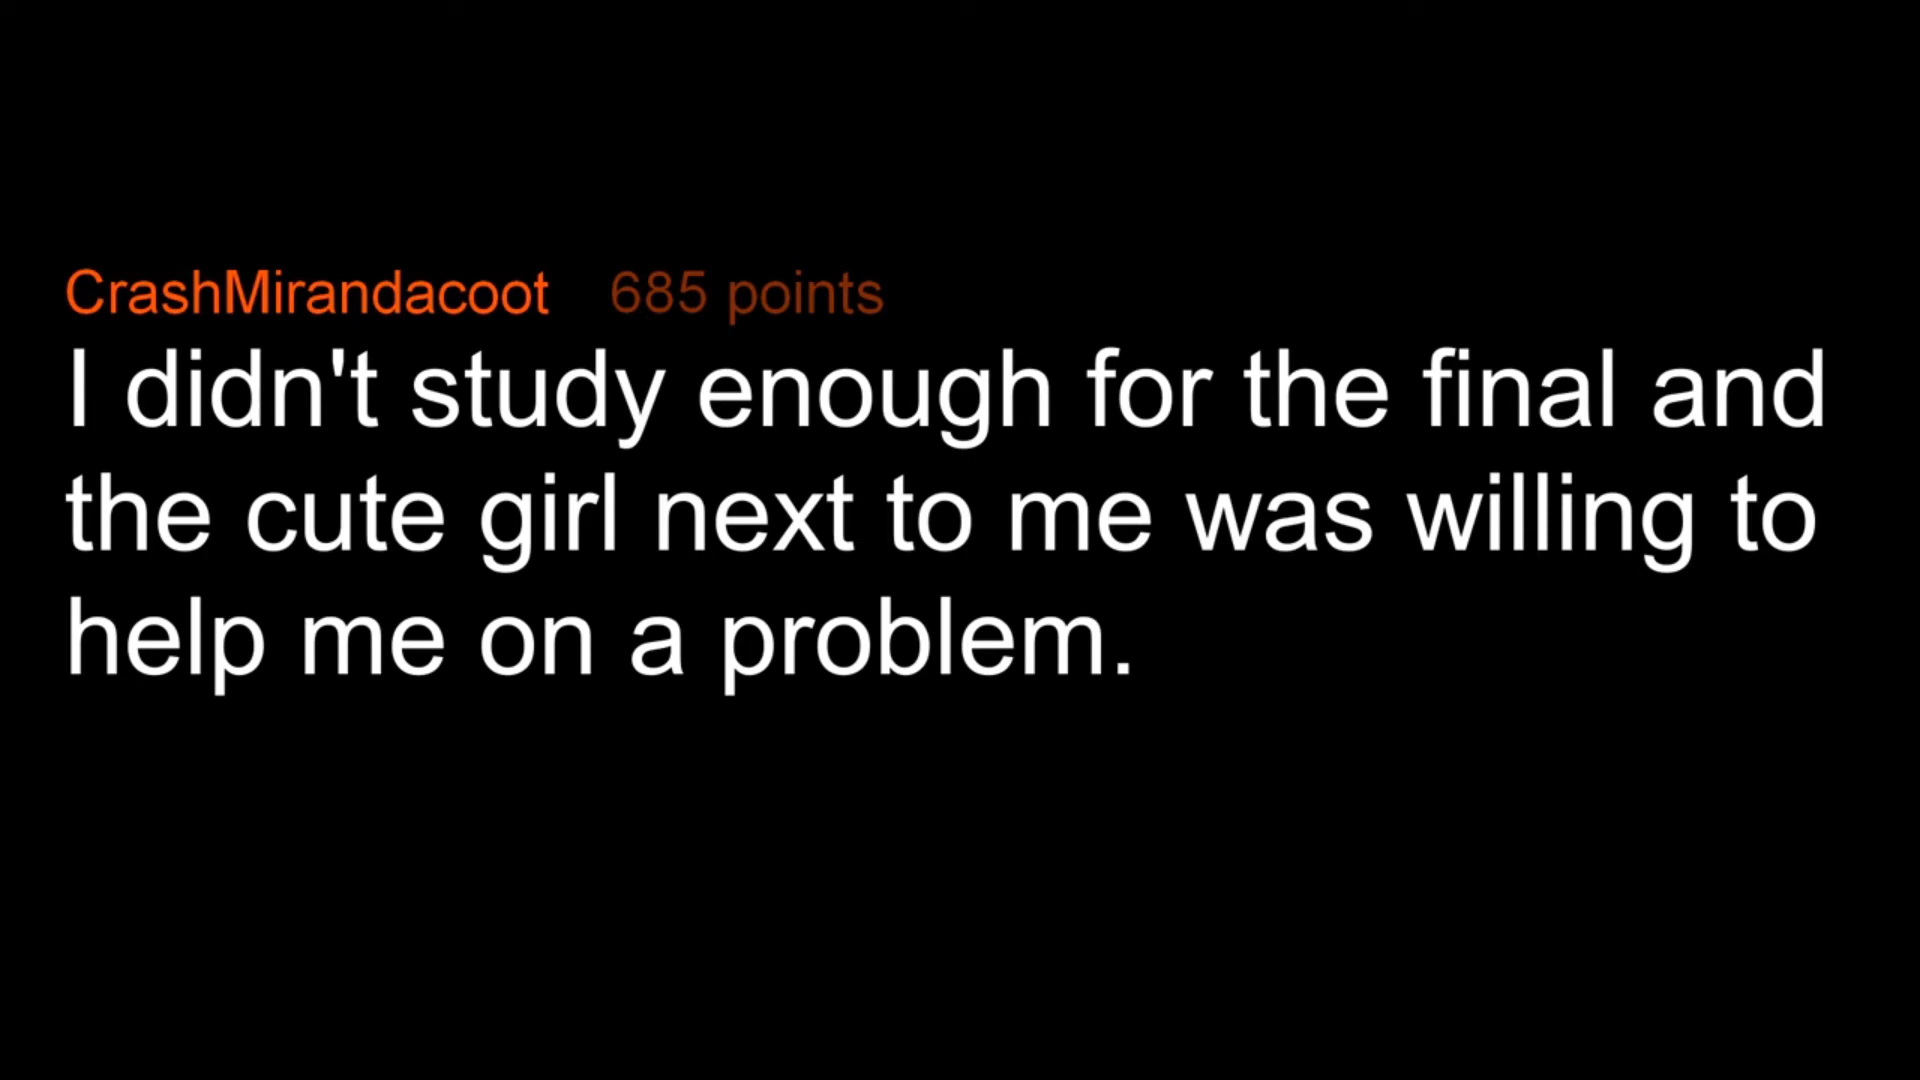 CrashMirandacoot 685 points
I didn't study enough for the final and
the cute girl next to me was willing to
help me on a problem.